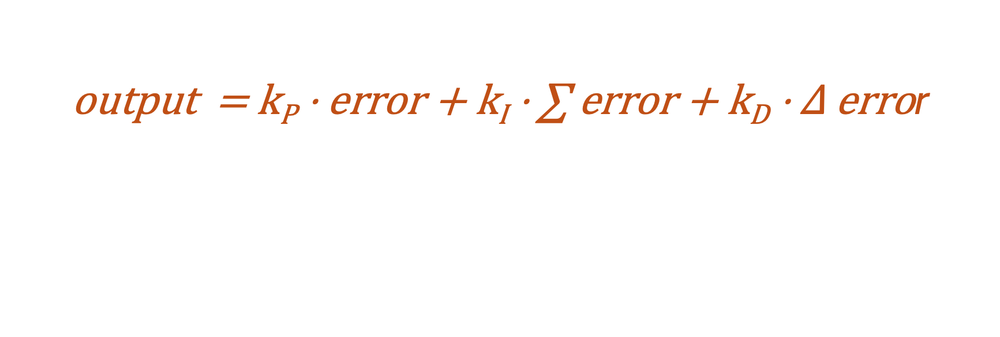 output = k_P · error + k_I · ∑ error + k_D · Δ error